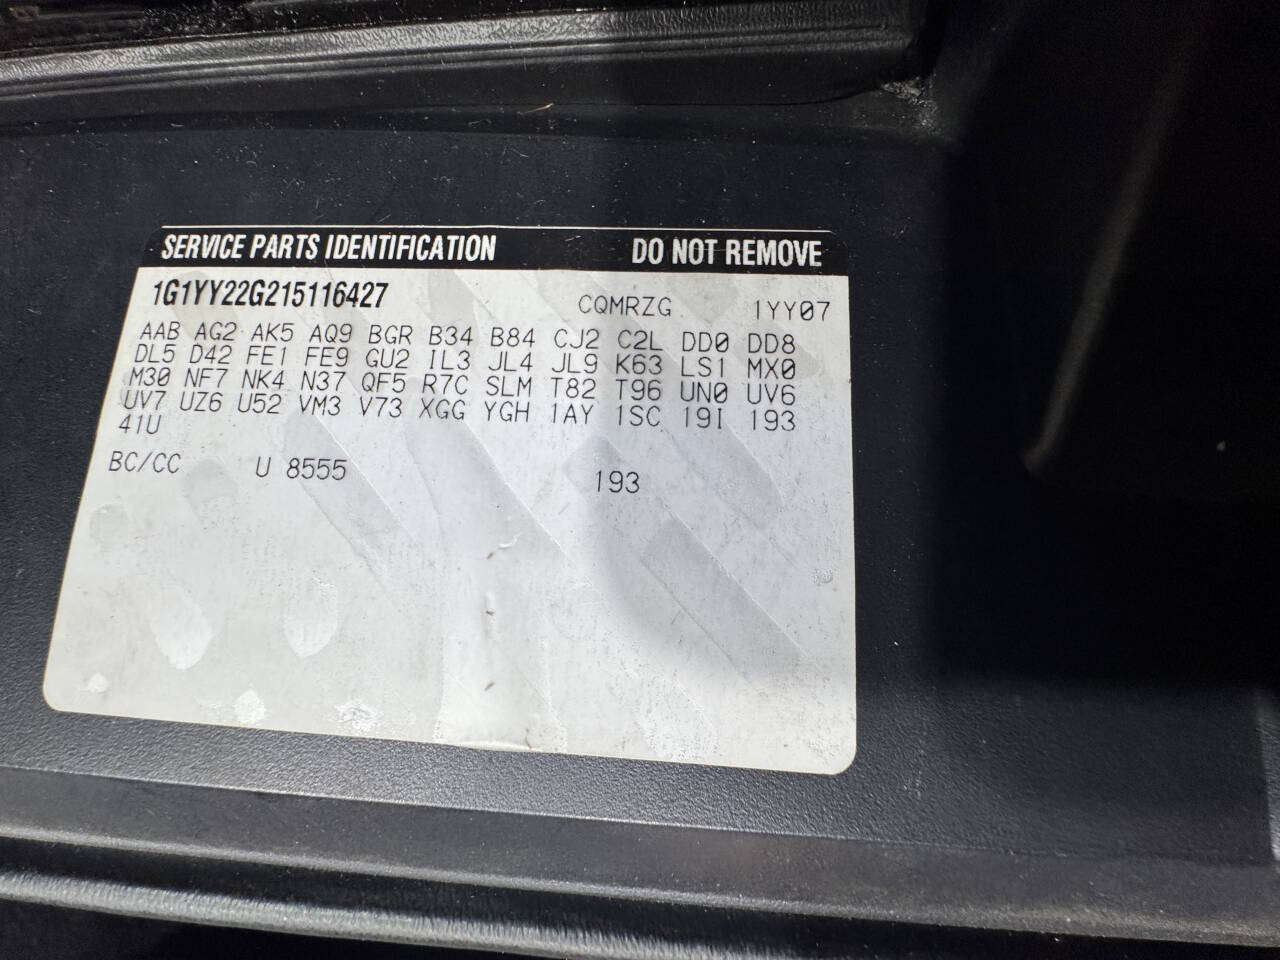 SERVICE PARTS IDENTIFICATION DO NOT REMOVE
1G1YY22G215116427 CQMRZG 1YY07
AAB AG2 AK5 AQ9 BGR B34 B84 CJ2 C2L DD0 DD8
DL5 D42 FE1 FE9 GU2 IL3 JL4 JL9 K63 LS1 MX0
M30 NF7 NK4 N37 QF5 R7C SLM T82 T96 UN0 UV6
UV7 UZ6 U52 VM3 V73 XGG YGH 1AY 1SC 19I 193
41U
BC/CC U 8555 193